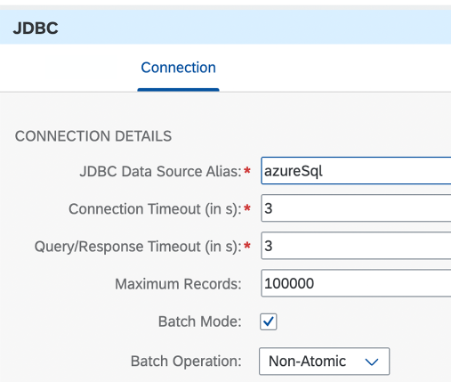 JDBC
Connection
CONNECTION DETAILS
JDBC Data Source Alias:* azureSql
Connection Timeout (in s):* 3
Query/Response Timeout (in s):* 3
Maximum Records: 100000
Batch Mode:
Batch Operation: Non-Atomic